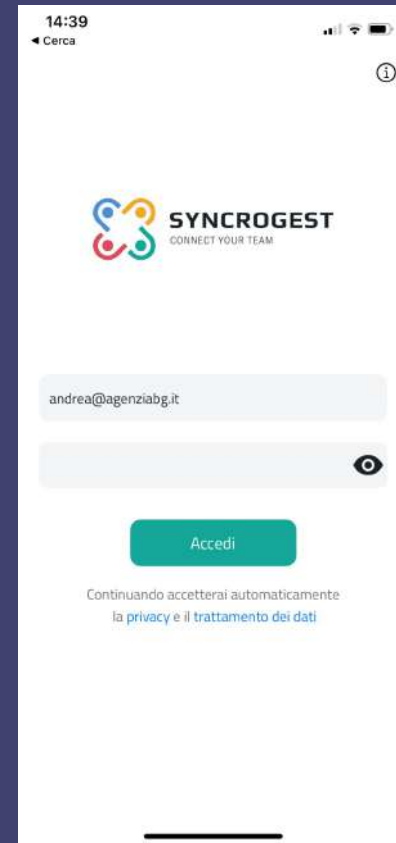 14:39
◀ Cerca
SYNCROGEST
CONNECT YOUR TEAM
andrea@agenziabg.it
Accedi
Continuando accetterai automaticamente
la privacy e il trattamento dei dati